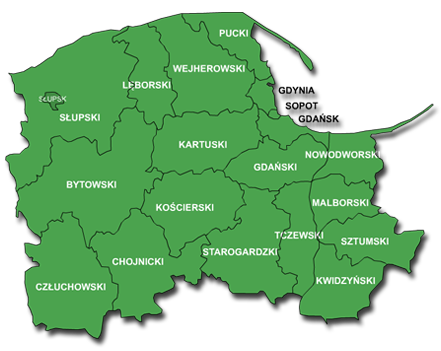 PUCKI
WEJHEROWSKI
LĘBORSKI
GDYNIA
SŁUPSK
SOPOT
SŁUPSKI
GDAŃSK
KARTUSKI
NOWODWORSKI
GDAŃSKI
BYTOWSKI
MALBORSKI
KOŚCIERSKI
TCZEWSKI
SZTUMSKI
STAROGARDZKI
CHOJNICKI
KWIDZYŃSKI
CZŁUCHOWSKI